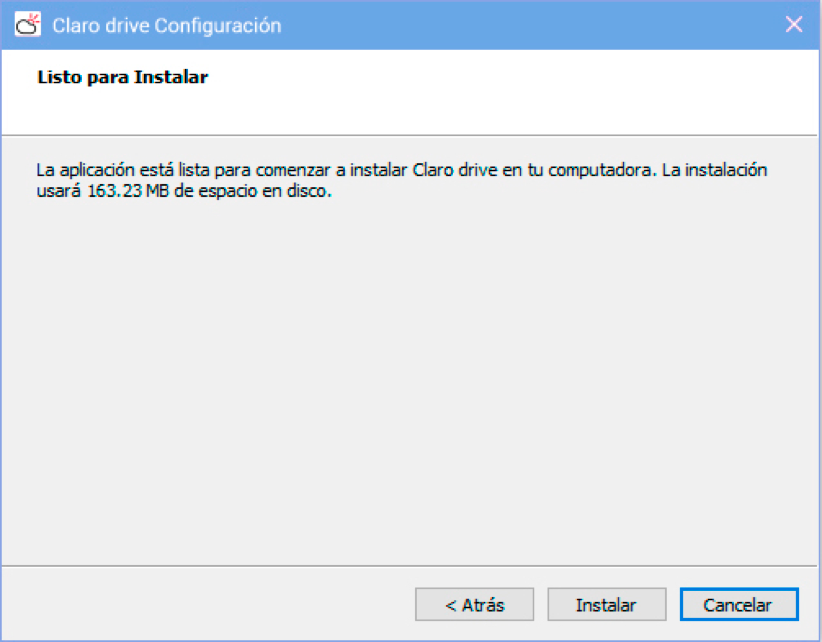 Claro drive Configuración
Listo para Instalar
La aplicación está lista para comenzar a instalar Claro drive en tu computadora. La instalación
usará 163.23 MB de espacio en disco.
< Atrás
Instalar
Cancelar